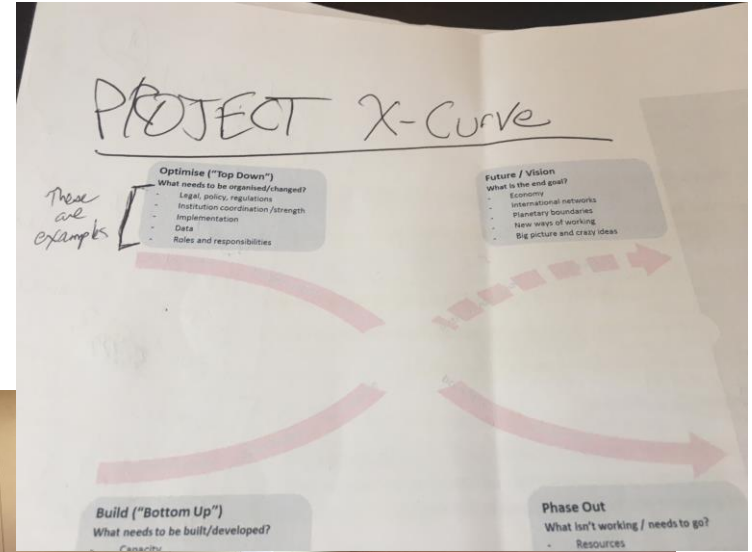 PROJECT X-Curve
These
are
examples
Optimise ("Top Down")
What needs to be organised/changed?
- Legal, policy, regulations
- Institution coordination /strength
- Implementation
- Data
- Roles and responsibilities
Future / Vision
What is the end goal?
- Economy
- International networks
- Planetary boundaries
- New ways of working
- Big picture and crazy ideas
Build ("Bottom Up")
What needs to be built/developed?
- Capacity
Phase Out
What isn't working / needs to go?
- Resources